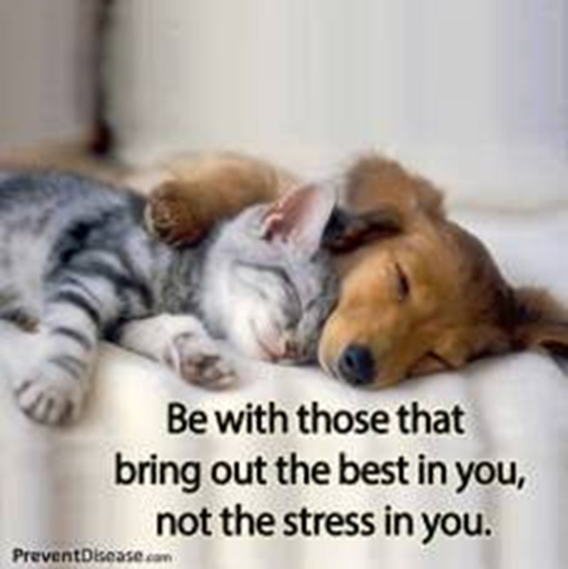 Be with those that
bring out the best in you,
not the stress in you.
PreventDisease.com